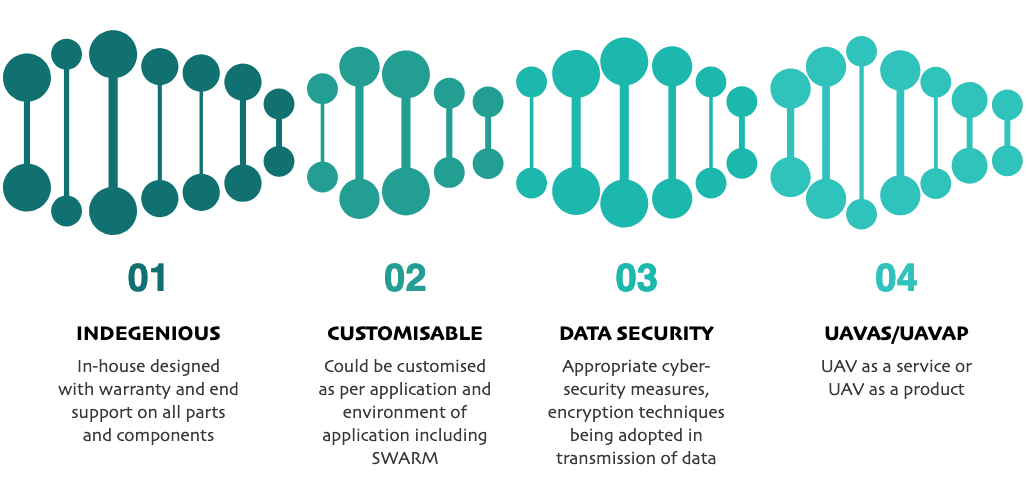 01
INDEGENIOUS
In-house designed
with warranty and end
support on all parts
and components
02
CUSTOMISABLE
Could be customised
as per application and
environment of
application including
SWARM
03
DATA SECURITY
Appropriate cyber-
security measures,
encryption techniques
being adopted in
transmission of data
04
UAVAS/UAVAP
UAV as a service or
UAV as a product